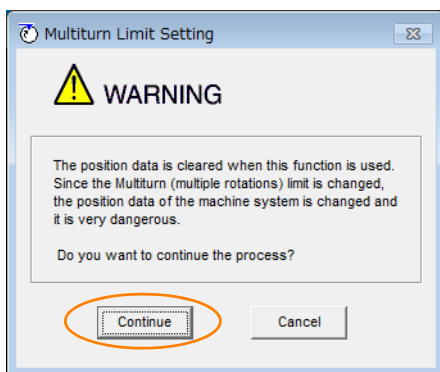 Multiturn Limit Setting
WARNING
The position data is cleared when this function is used.
Since the Multiturn (multiple rotations) limit is changed,
the position data of the machine system is changed and
it is very dangerous.
Do you want to continue the process?
Continue
Cancel